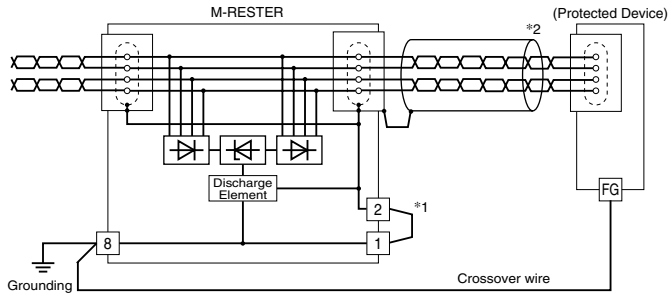 M-RESTER
(Protected Device)
*2
Discharge
Element
FG
2
*1
8
1
Grounding
Crossover wire